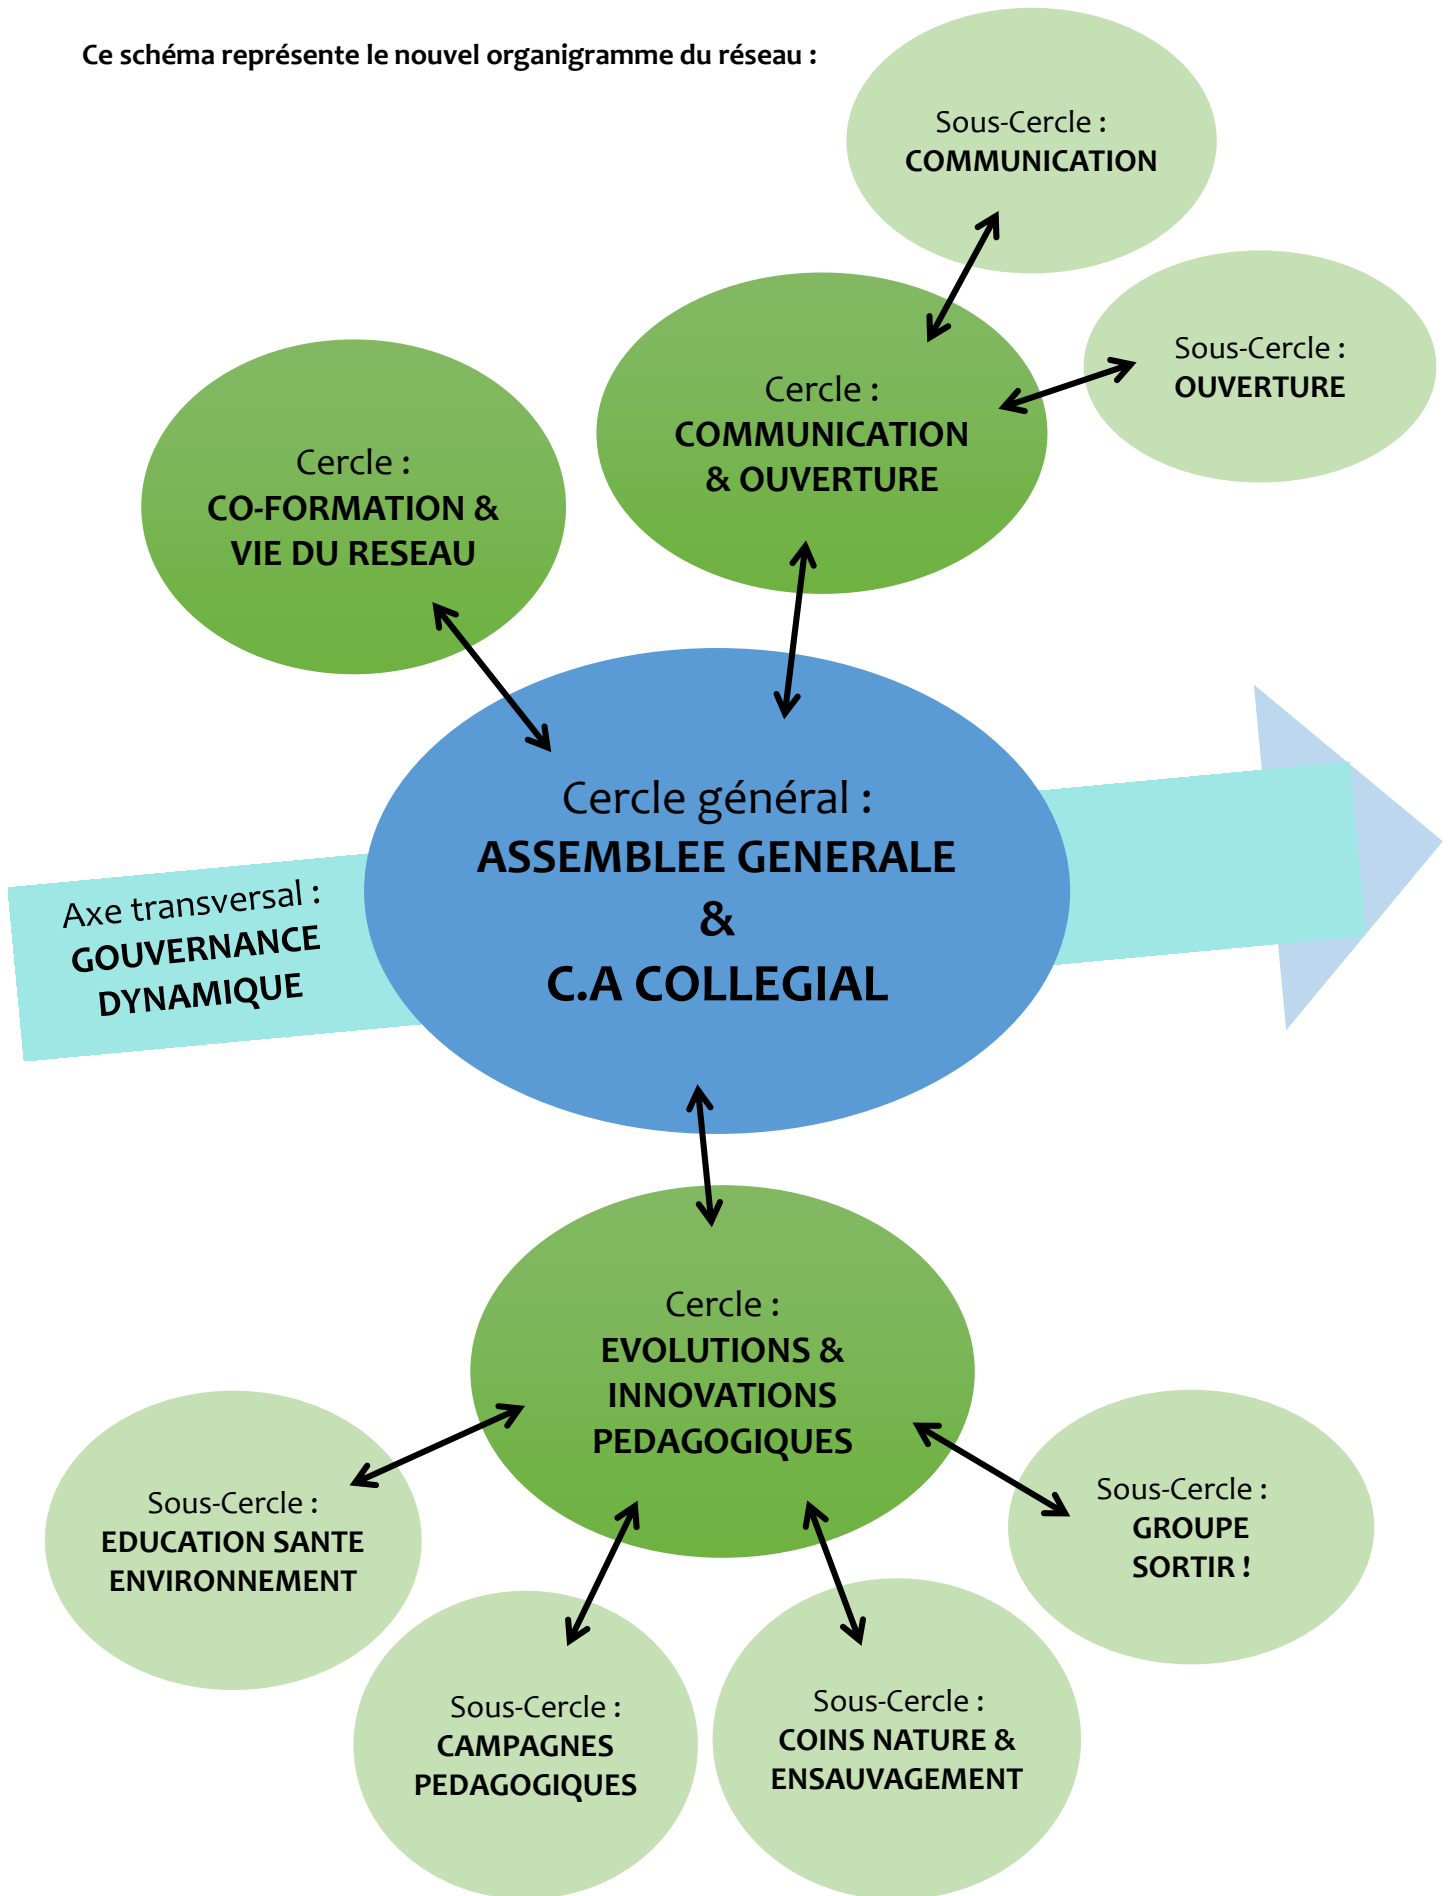 Ce schéma représente le nouvel organigramme du réseau :
Sous-Cercle :
COMMUNICATION
Sous-Cercle :
OUVERTURE
Cercle :
COMMUNICATION
& OUVERTURE
Cercle :
CO-FORMATION &
VIE DU RESEAU
Cercle général :
ASSEMBLEE GENERALE
&
C.A COLLEGIAL
Axe transversal :
GOUVERNANCE
DYNAMIQUE
Cercle :
EVOLUTIONS &
INNOVATIONS
PEDAGOGIQUES
Sous-Cercle :
EDUCATION SANTE
ENVIRONNEMENT
Sous-Cercle :
CAMPAGNES
PEDAGOGIQUES
Sous-Cercle :
COINS NATURE &
ENSAUVAGEMENT
Sous-Cercle :
GROUPE
SORTIR !